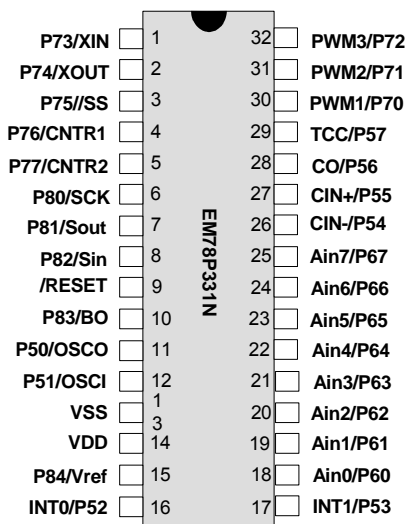 P73/XIN 1 32 PWM3/P72
P74/XOUT 2 31 PWM2/P71
P75//SS 3 30 PWM1/P70
P76/CNTR1 4 29 TCC/P57
P77/CNTR2 5 28 CO/P56
P80/SCK 6 27 CIN+/P55
P81/Sout 7 26 CIN-/P54
P82/Sin 8 25 Ain7/P67
/RESET 9 24 Ain6/P66
P83/BO 10 23 Ain5/P65
P50/OSCO 11 22 Ain4/P64
P51/OSCI 12 21 Ain3/P63
VSS 13 20 Ain2/P62
VDD 14 19 Ain1/P61
P84/Vref 15 18 Ain0/P60
INT0/P52 16 17 INT1/P53
EM78P331N